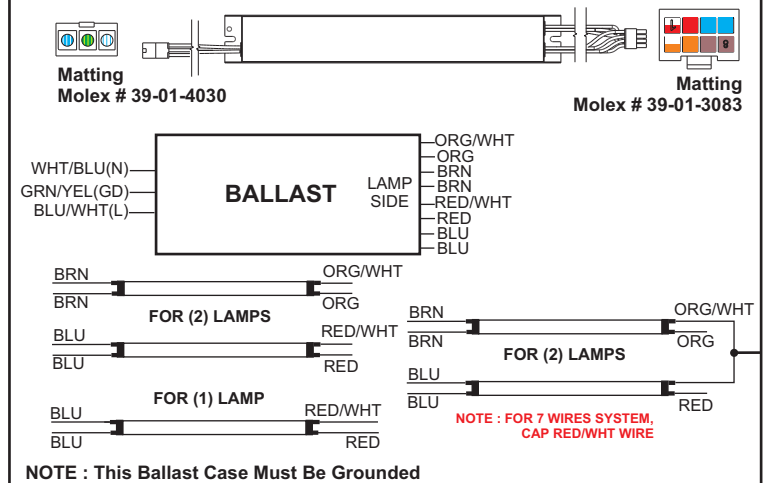 Matting
Molex # 39-01-4030
1
8
Matting
Molex # 39-01-3083
WHT/BLU(N)
GRN/YEL(GD)
BLU/WHT(L)
BALLAST
LAMP
SIDE
ORG/WHT
ORG
BRN
BRN
RED/WHT
RED
BLU
BLU
BRN
BRN
ORG/WHT
ORG
FOR (2) LAMPS
BLU
BLU
RED/WHT
RED
FOR (1) LAMP
BLU
BLU
RED/WHT
RED
BRN
BRN
ORG/WHT
ORG
FOR (2) LAMPS
BLU
BLU
RED
NOTE : FOR 7 WIRES SYSTEM,
CAP RED/WHT WIRE
NOTE : This Ballast Case Must Be Grounded